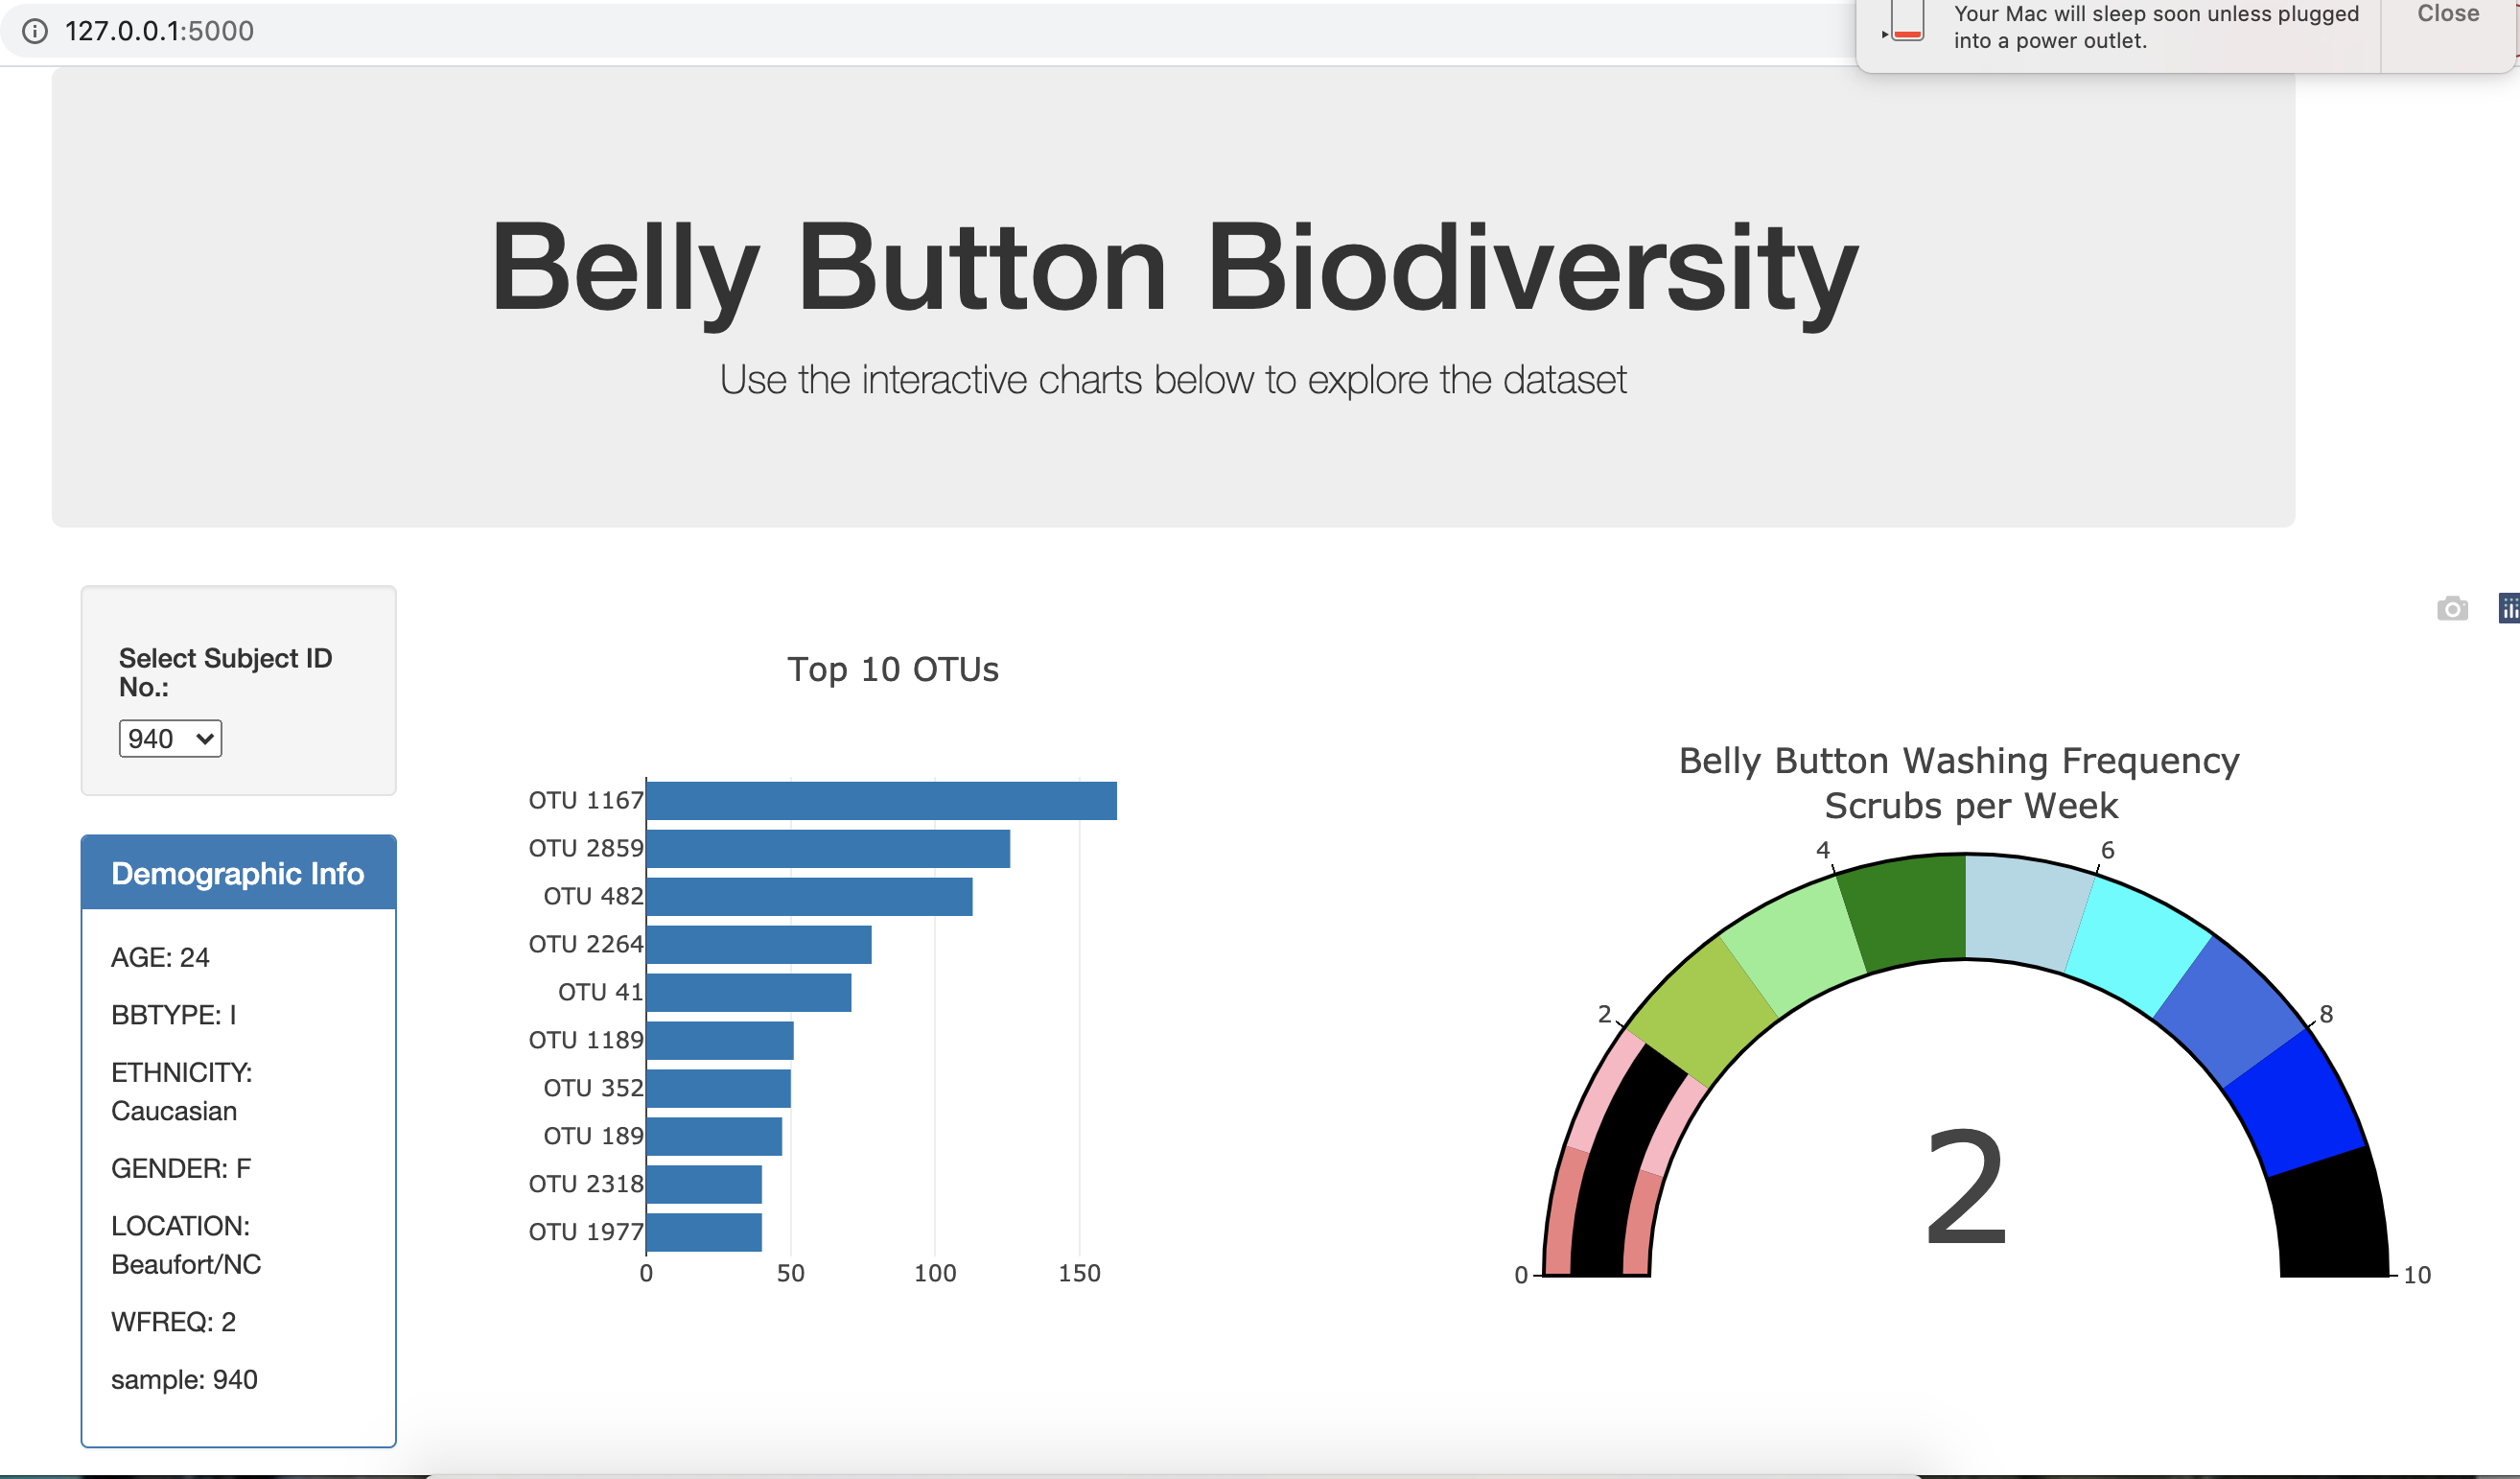 127.0.0.1:5000
Your Mac will sleep soon unless plugged
into a power outlet.
Close
Belly Button Biodiversity
Use the interactive charts below to explore the dataset
Select Subject ID
No.:
940
Demographic Info
AGE: 24
BBTYPE: I
ETHNICITY:
Caucasian
GENDER: F
LOCATION:
Beaufort/NC
WFREQ: 2
sample: 940
Top 10 OTUs
OTU 1167
OTU 2859
OTU 482
OTU 2264
OTU 41
OTU 1189
OTU 352
OTU 189
OTU 2318
OTU 1977
0 50 100 150
Belly Button Washing Frequency
Scrubs per Week
4 6
2 8
2
0 10